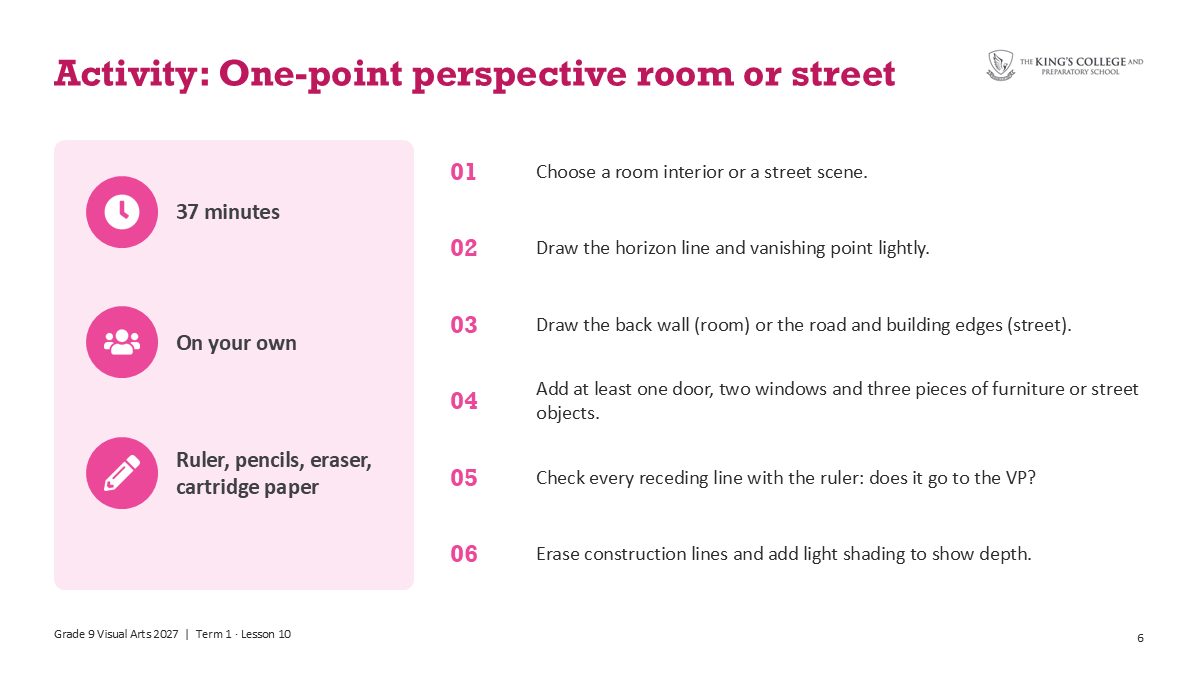 Activity: One-point perspective room or street
THE KING'S COLLEGE AND
PREPARATORY SCHOOL
37 minutes
On your own
Ruler, pencils, eraser,
cartridge paper
01
Choose a room interior or a street scene.
02
Draw the horizon line and vanishing point lightly.
03
Draw the back wall (room) or the road and building edges (street).
04
Add at least one door, two windows and three pieces of furniture or street
objects.
05
Check every receding line with the ruler: does it go to the VP?
06
Erase construction lines and add light shading to show depth.
Grade 9 Visual Arts 2027 | Term 1 · Lesson 10
6